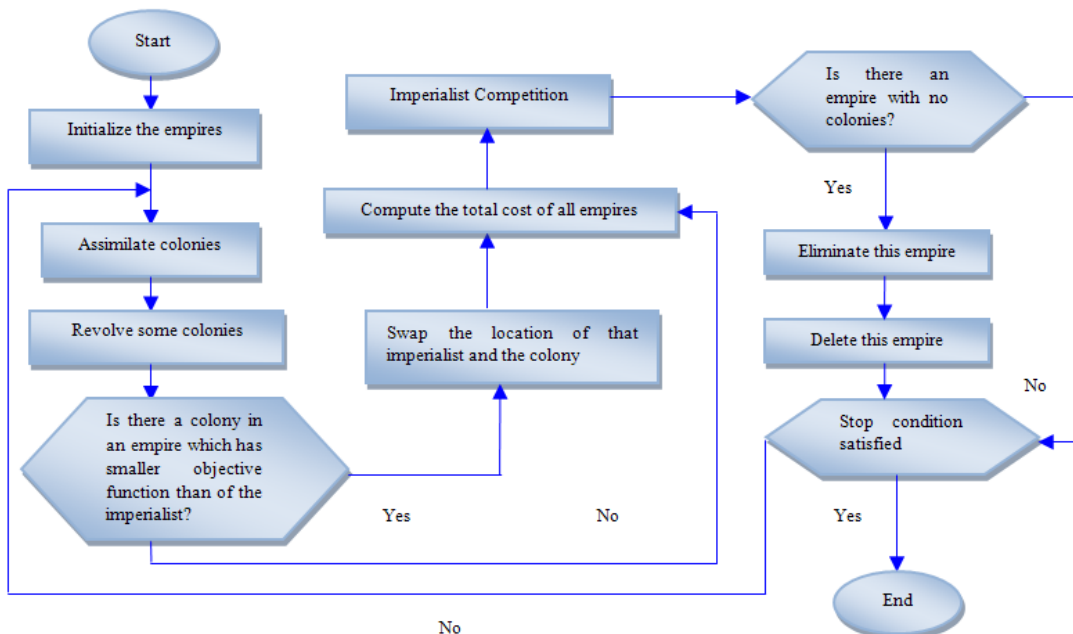 Start
Initialize the empires
Assimilate colonies
Revolve some colonies
Is there a colony in
an empire which has
smaller objective
function than of the
imperialist?
Yes
No
Swap the location of that
imperialist and the colony
Compute the total cost of all empires
Imperialist Competition
Is there an
empire with no
colonies?
Yes
Eliminate this empire
Delete this empire
No
Stop condition
satisfied
Yes
End
No